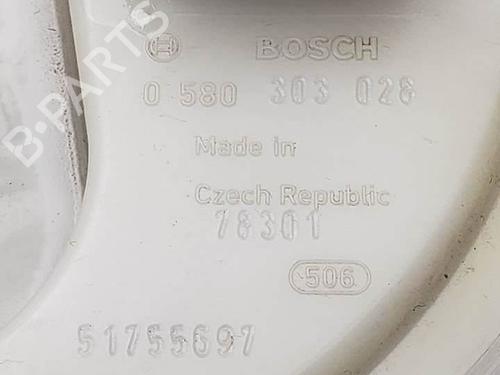 BOSCH
0 580 303 028
Made in
Czech Republic
78301
506
51755697
B-PARTS